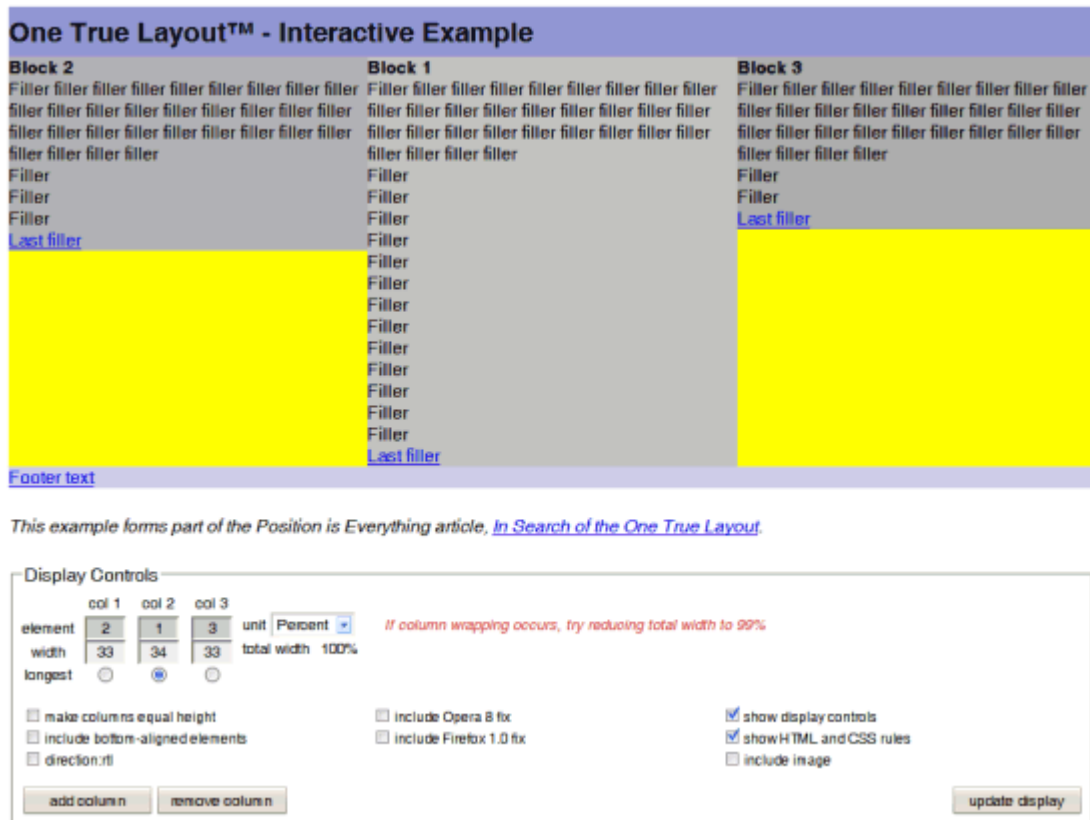 One True Layout™ - Interactive Example
Block 2
Filler filler filler filler filler filler filler filler filler
filler filler filler filler filler filler filler filler filler
filler filler filler filler filler filler filler filler filler
filler filler filler filler
Filler
Filler
Filler
Last filler
Block 1
Filler filler filler filler filler filler filler filler filler
filler filler filler filler filler filler filler filler filler
filler filler filler filler filler filler filler filler filler
filler filler filler filler
Filler
Filler
Filler
Filler
Filler
Filler
Filler
Filler
Filler
Filler
Filler
Filler
Filler
Last filler
Block 3
Filler filler filler filler filler filler filler filler filler
filler filler filler filler filler filler filler filler filler
filler filler filler filler filler filler filler filler filler
filler filler filler filler
Filler
Filler
Last filler
Footer text
This example forms part of the Position is Everything article, In Search of the One True Layout.
Display Controls
col 1 col 2 col 3
element 2 1 3 unit Percent If column wrapping occurs, try reducing total width to 99%
width 33 34 33 total width 100%
longest
make columns equal height
include bottom-aligned elements
direction:rtl
include Opera 8 fix
include Firefox 1.0 fix
show display controls
show HTML and CSS rules
include image
add column remove column update display